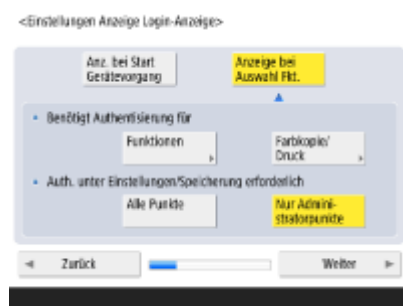 <Einstellungen Anzeige Login-Anzeige>
Anz. bei Start
Gerätevorgang
Anzeige bei
Auswahl Fkt.
Benötigt Authentisierung für
Funktionen
Farbkopie/
Druck
Auth. unter Einstellungen/Speicherung erforderlich
Alle Punkte
Nur Admini-
stratorpunkte
Zurück
Weiter